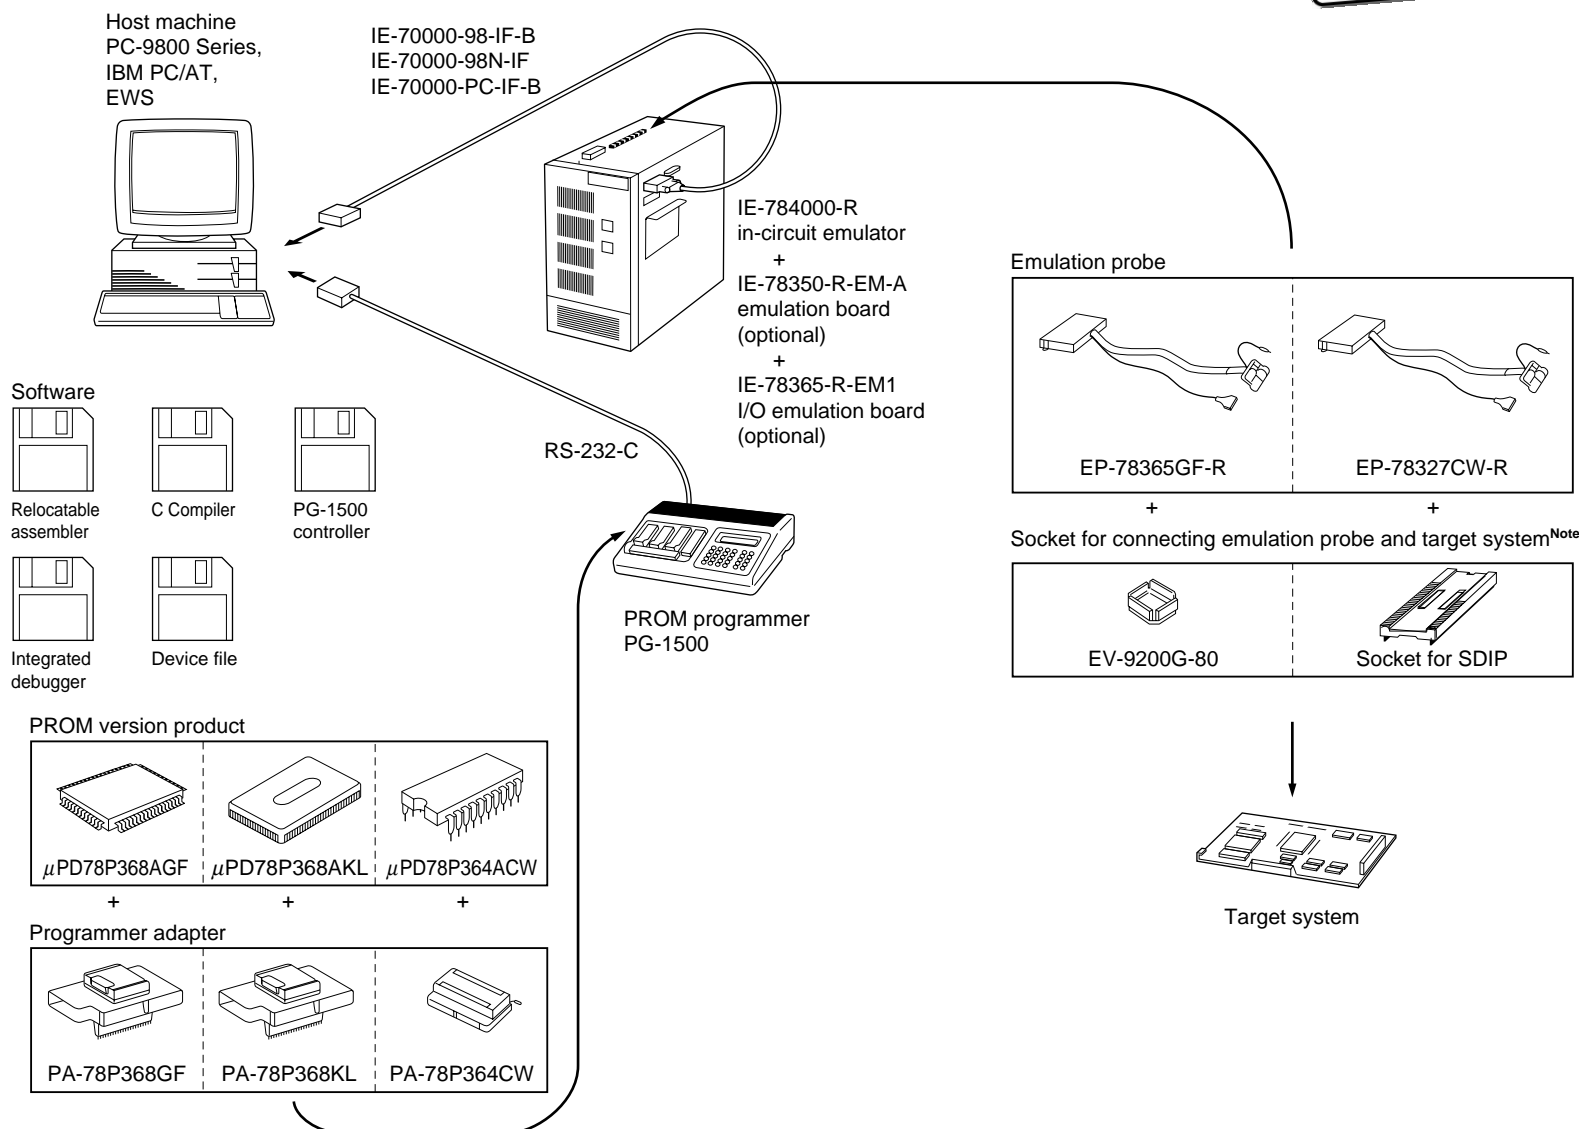 Host machine
PC-9800 Series,
IBM PC/AT,
EWS
IE-70000-98-IF-B
IE-70000-98N-IF
IE-70000-PC-IF-B
IE-784000-R
in-circuit emulator
+
IE-78350-R-EM-A
emulation board
(optional)
+
IE-78365-R-EM1
I/O emulation board
(optional)
Emulation probe
EP-78365GF-R
EP-78327CW-R
+
+
Socket for connecting emulation probe and target systemNote
EV-9200G-80
Socket for SDIP
Target system
Software
Relocatable
assembler
C Compiler
PG-1500
controller
Integrated
debugger
Device file
RS-232-C
PROM programmer
PG-1500
PROM version product
μPD78P368AGF
μPD78P368AKL
μPD78P364ACW
+
+
+
Programmer adapter
PA-78P368GF
PA-78P368KL
PA-78P364CW